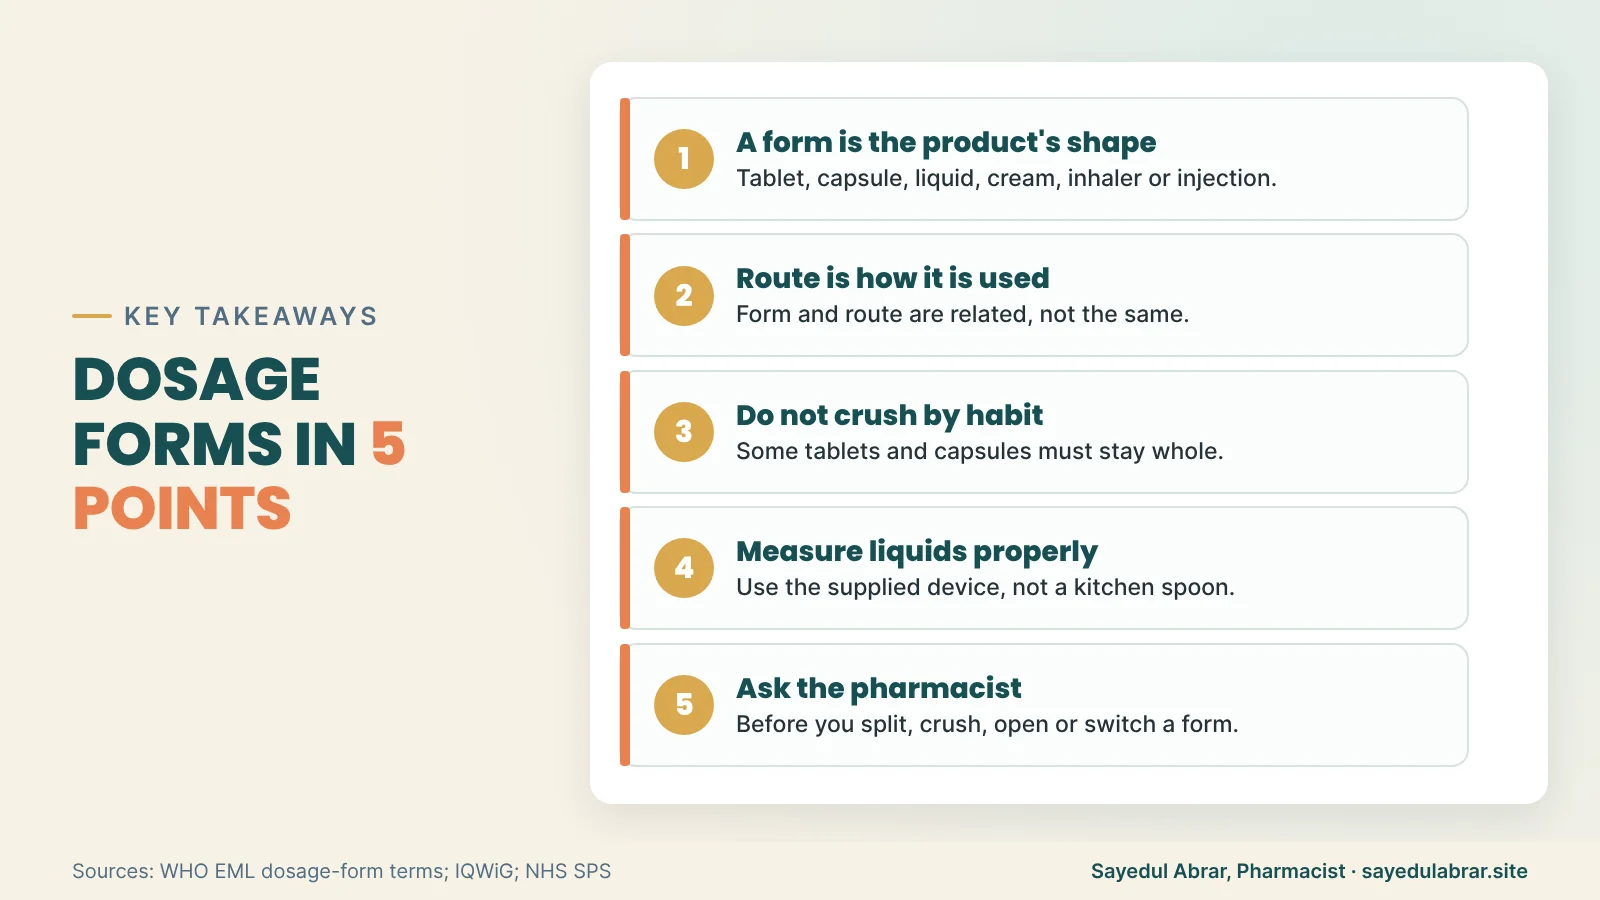 KEY TAKEAWAYS
DOSAGE
FORMS IN 5
POINTS
1
A form is the product's shape
Tablet, capsule, liquid, cream, inhaler or injection.
2
Route is how it is used
Form and route are related, not the same.
3
Do not crush by habit
Some tablets and capsules must stay whole.
4
Measure liquids properly
Use the supplied device, not a kitchen spoon.
5
Ask the pharmacist
Before you split, crush, open or switch a form.
Sources: WHO EML dosage-form terms; IQWiG; NHS SPS
Sayedul Abrar, Pharmacist · sayedulabrar.site